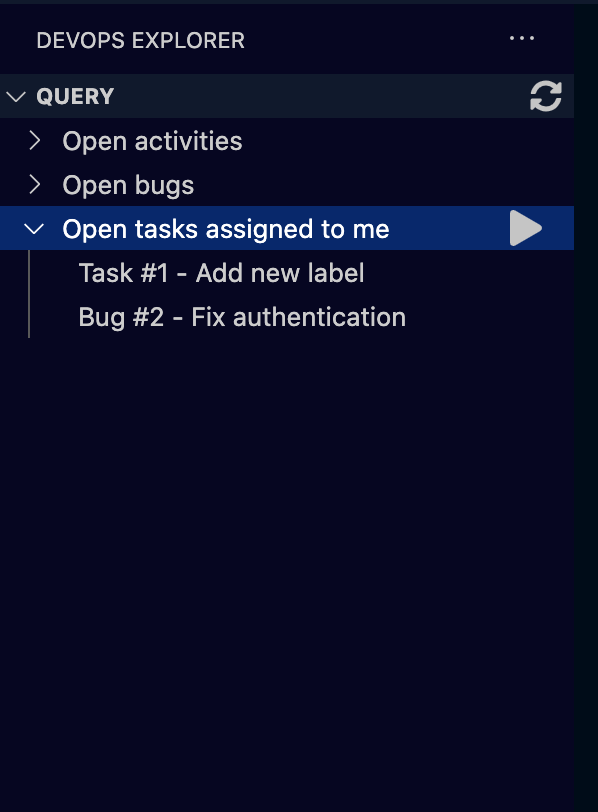 DEVOPS EXPLORER
QUERY
Open activities
Open bugs
Open tasks assigned to me
Task #1 - Add new label
Bug #2 - Fix authentication